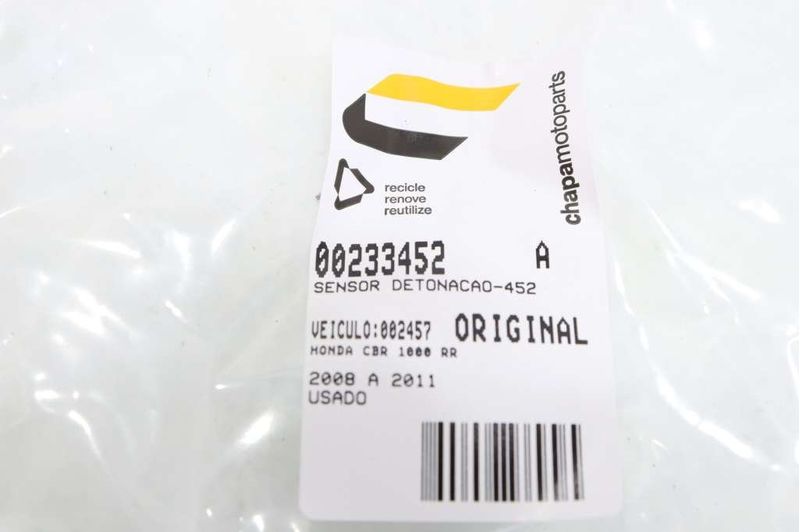 chapamotoparts
recicle
renove
reutilize
00233452 A
SENSOR DETONACAO-452
VEICULO:002457 ORIGINAL
HONDA CBR 1000 RR
2008 A 2011
USADO